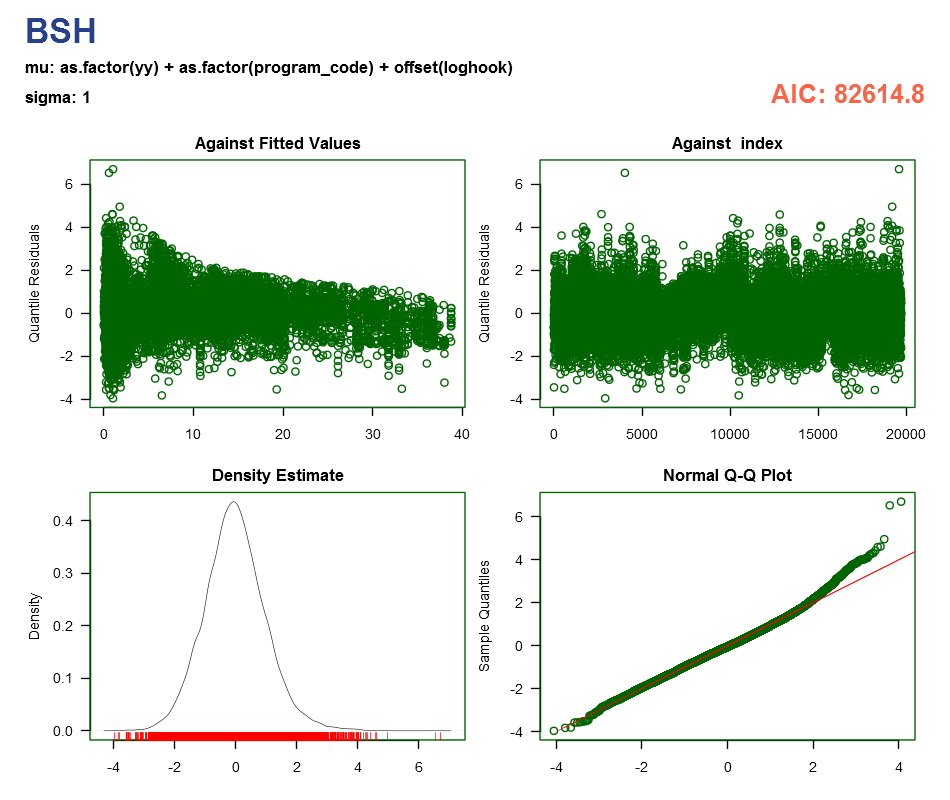 BSH
mu: as.factor(yy) + as.factor(program_code) + offset(loghook)
sigma: 1
AIC: 82614.8
Against Fitted Values
Quantile Residuals
6
4
2
0
-2
-4
0 10 20 30 40
Against  index
Quantile Residuals
6
4
2
0
-2
-4
0 5000 10000 15000 20000
Density Estimate
Density
0.4
0.3
0.2
0.1
0.0
-4 -2 0 2 4 6
Normal Q-Q Plot
Sample Quantiles
6
4
2
0
-2
-4
-4 -2 0 2 4